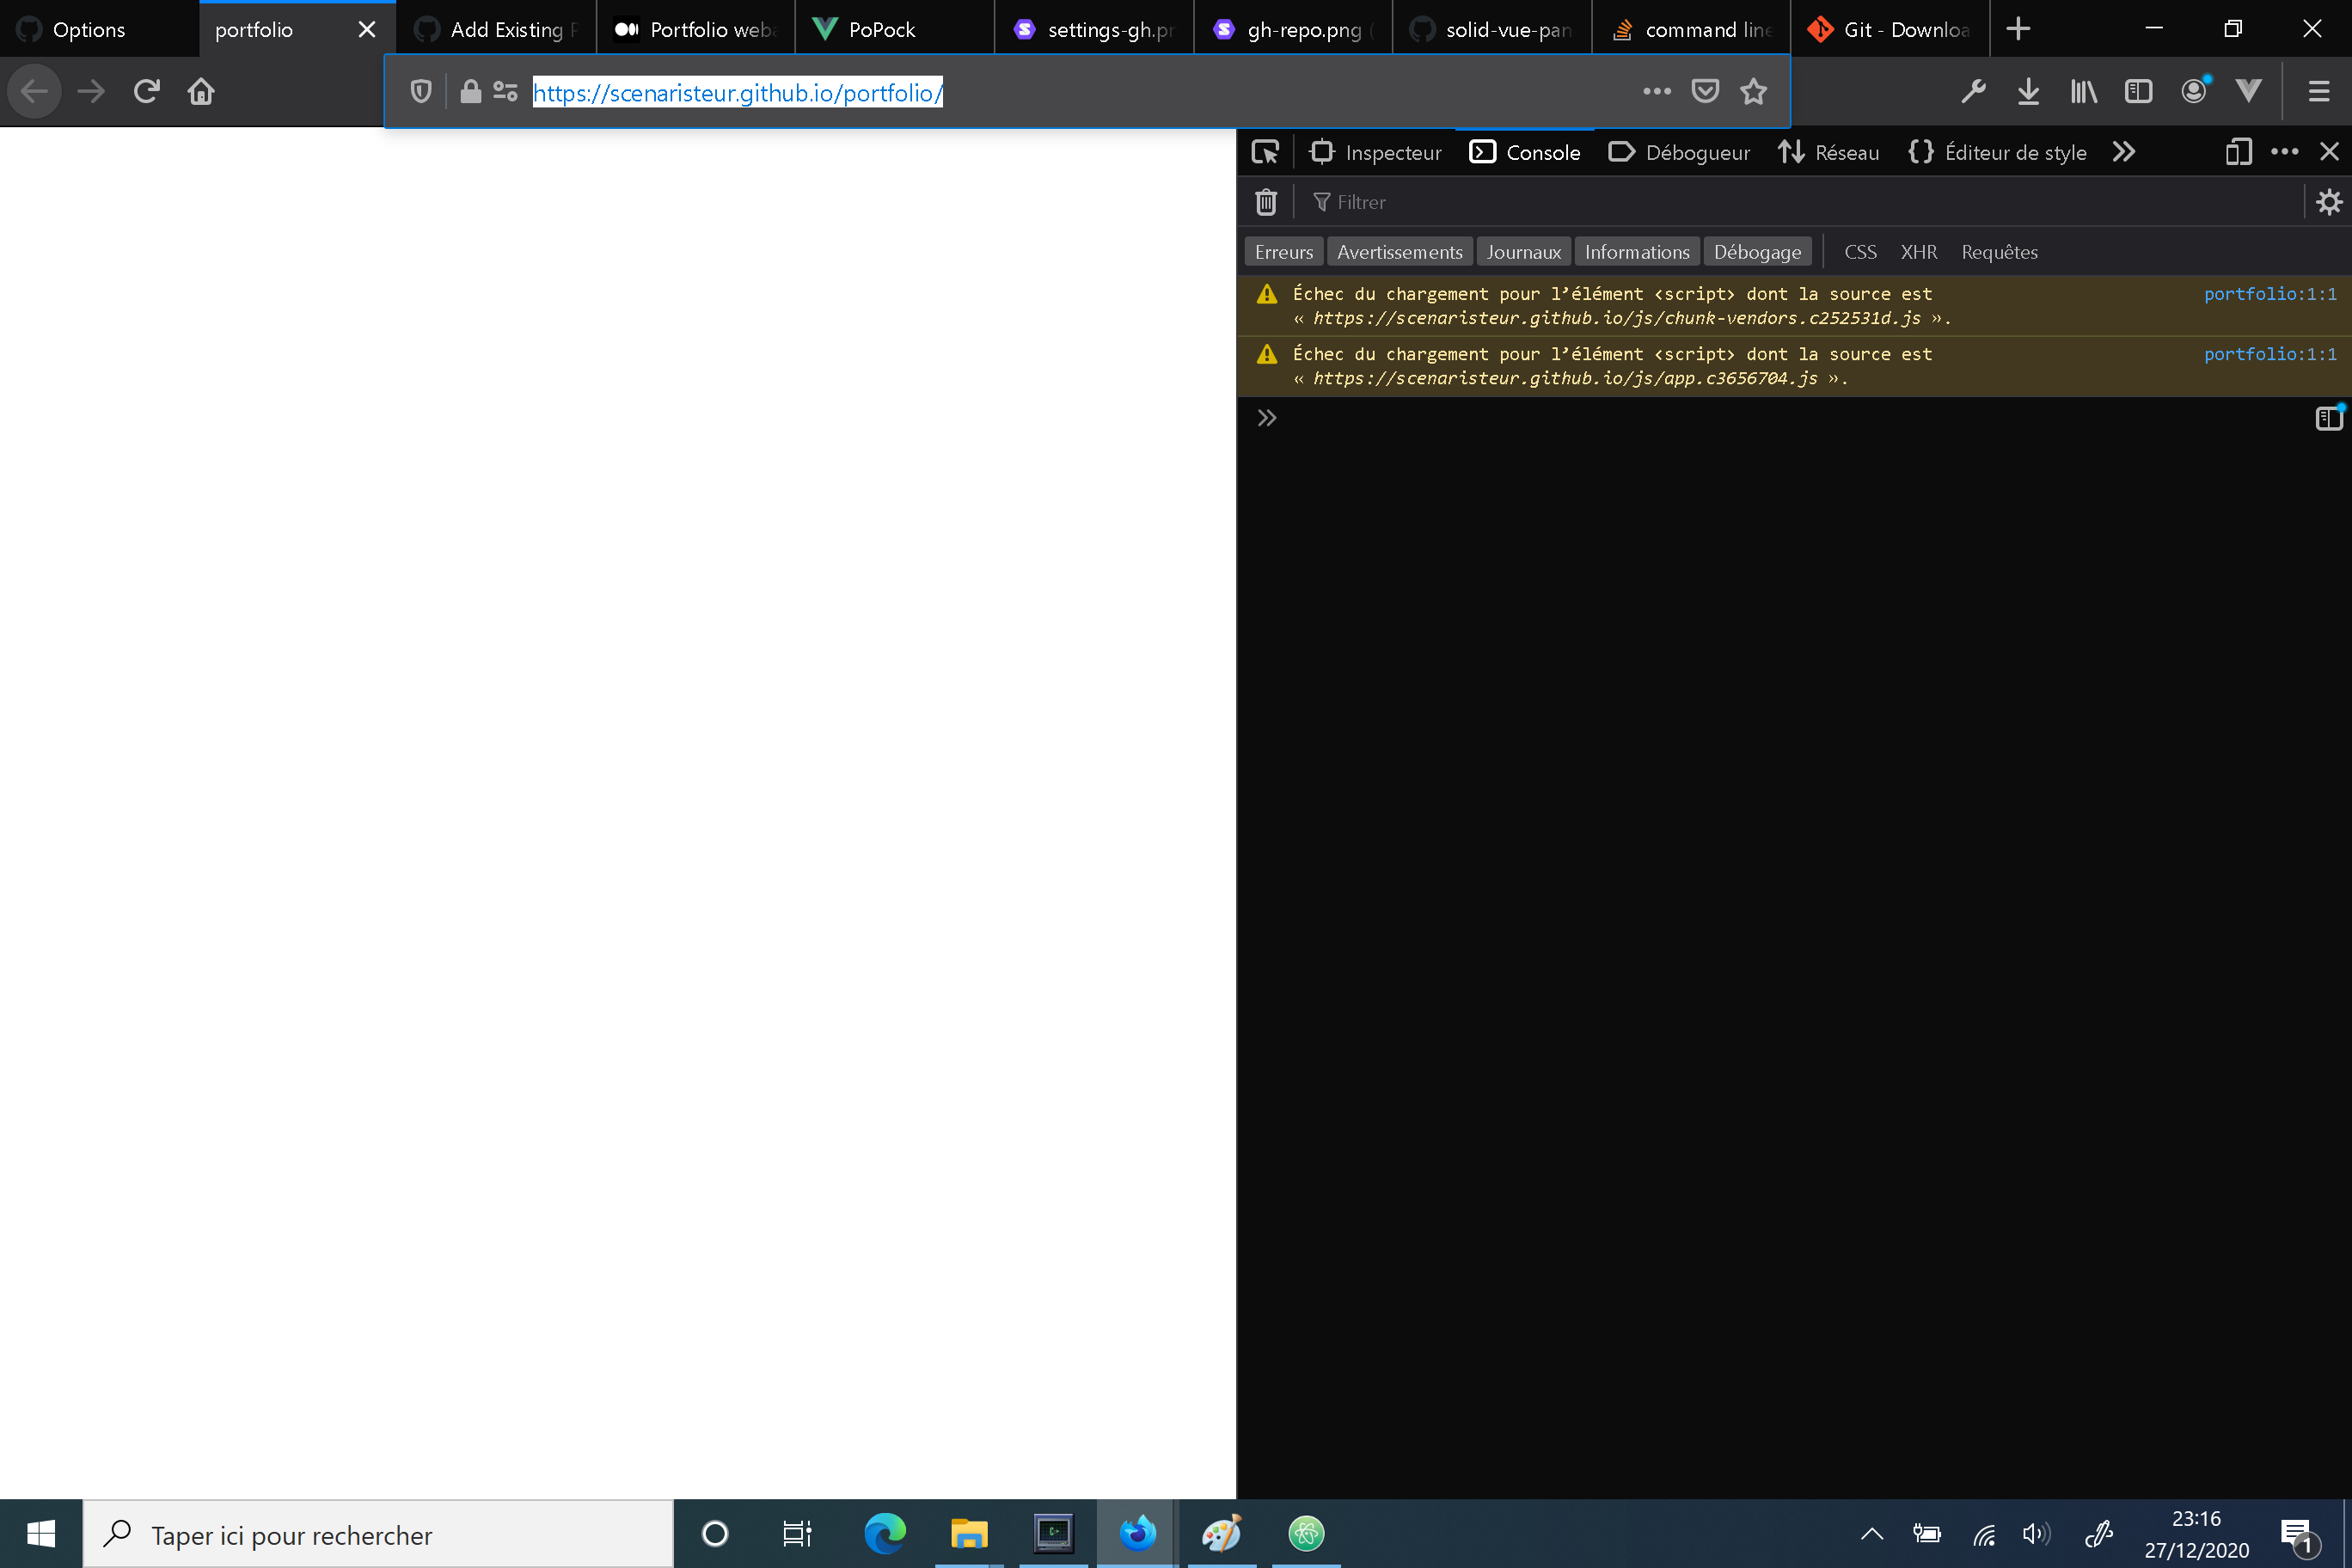 Options
portfolio
Add Existing P
Portfolio web
PoPock
settings-gh.pr
gh-repo.png (
solid-vue-pan
command line
Git - Downloa
https://scenaristeur.github.io/portfolio/
Inspecteur
Console
Débogueur
Réseau
Éditeur de style
Filtrer
Erreurs
Avertissements
Journaux
Informations
Débogage
CSS
XHR
Requêtes
Échec du chargement pour l’élément <script> dont la source est portfolio:1:1
« https://scenaristeur.github.io/js/chunk-vendors.c252531d.js ».
Échec du chargement pour l’élément <script> dont la source est portfolio:1:1
« https://scenaristeur.github.io/js/app.c3656704.js ».
Taper ici pour rechercher
23:16
27/12/2020
1